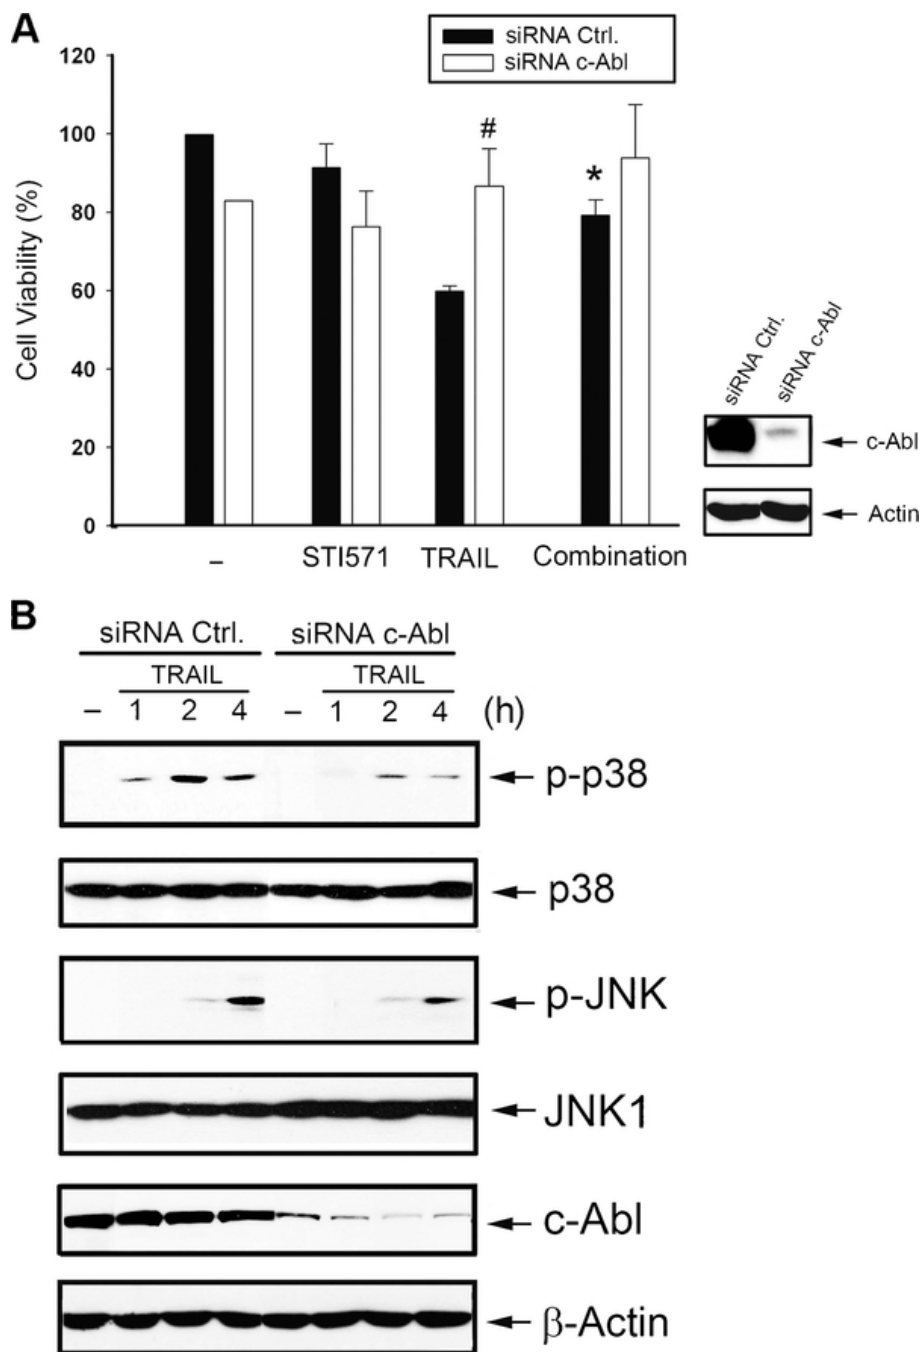 A
siRNA Ctrl.
siRNA c-Abl
120
100
80
60
40
20
0
Cell Viability (%)
#
*
– STI571 TRAIL Combination
siRNA Ctrl.
siRNA c-Abl
c-Abl
Actin
B
siRNA Ctrl. siRNA c-Abl
TRAIL TRAIL
– 1 2 4 – 1 2 4 (h)
p-p38
p38
p-JNK
JNK1
c-Abl
β-Actin